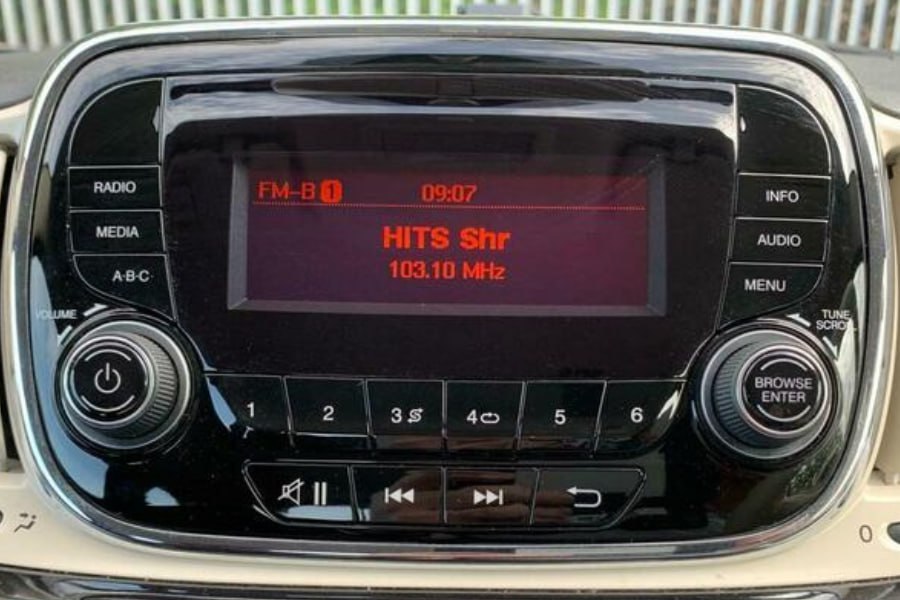 FM-B 1 09:07
HITS Shr
103.10 MHz
RADIO
MEDIA
A·B·C
VOLUME
INFO
AUDIO
MENU
TUNE
SCROLL
BROWSE
ENTER
1 2 3 4 5 6
0